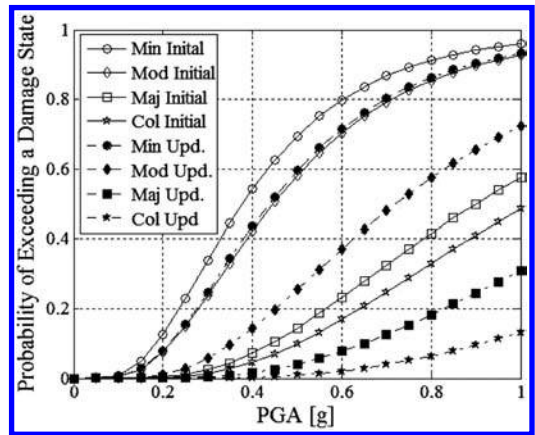 Probability of Exceeding a Damage State
1
0.8
0.6
0.4
0.2
0
Min Inital
Mod Initial
Maj Initial
Col Initial
Min Upd.
Mod Upd.
Maj Upd.
Col Upd
0 0.2 0.4 0.6 0.8 1
PGA [g]